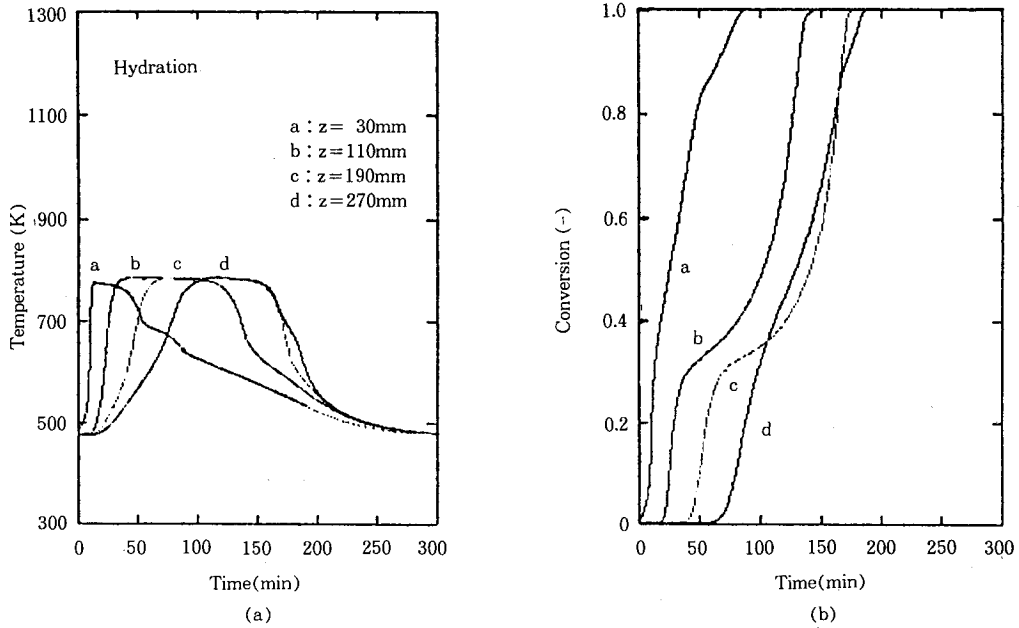 1300
1100
900
700
500
300
Temperature (K)
Hydration
a : z= 30mm
b : z=110mm
c : z=190mm
d : z=270mm
a
b
c
d
0
50
100
150
200
250
300
Time(min)
(a)
1.0
0.8
0.6
0.4
0.2
0
Conversion (-)
a
b
c
d
0
50
100
150
200
250
300
Time(min)
(b)